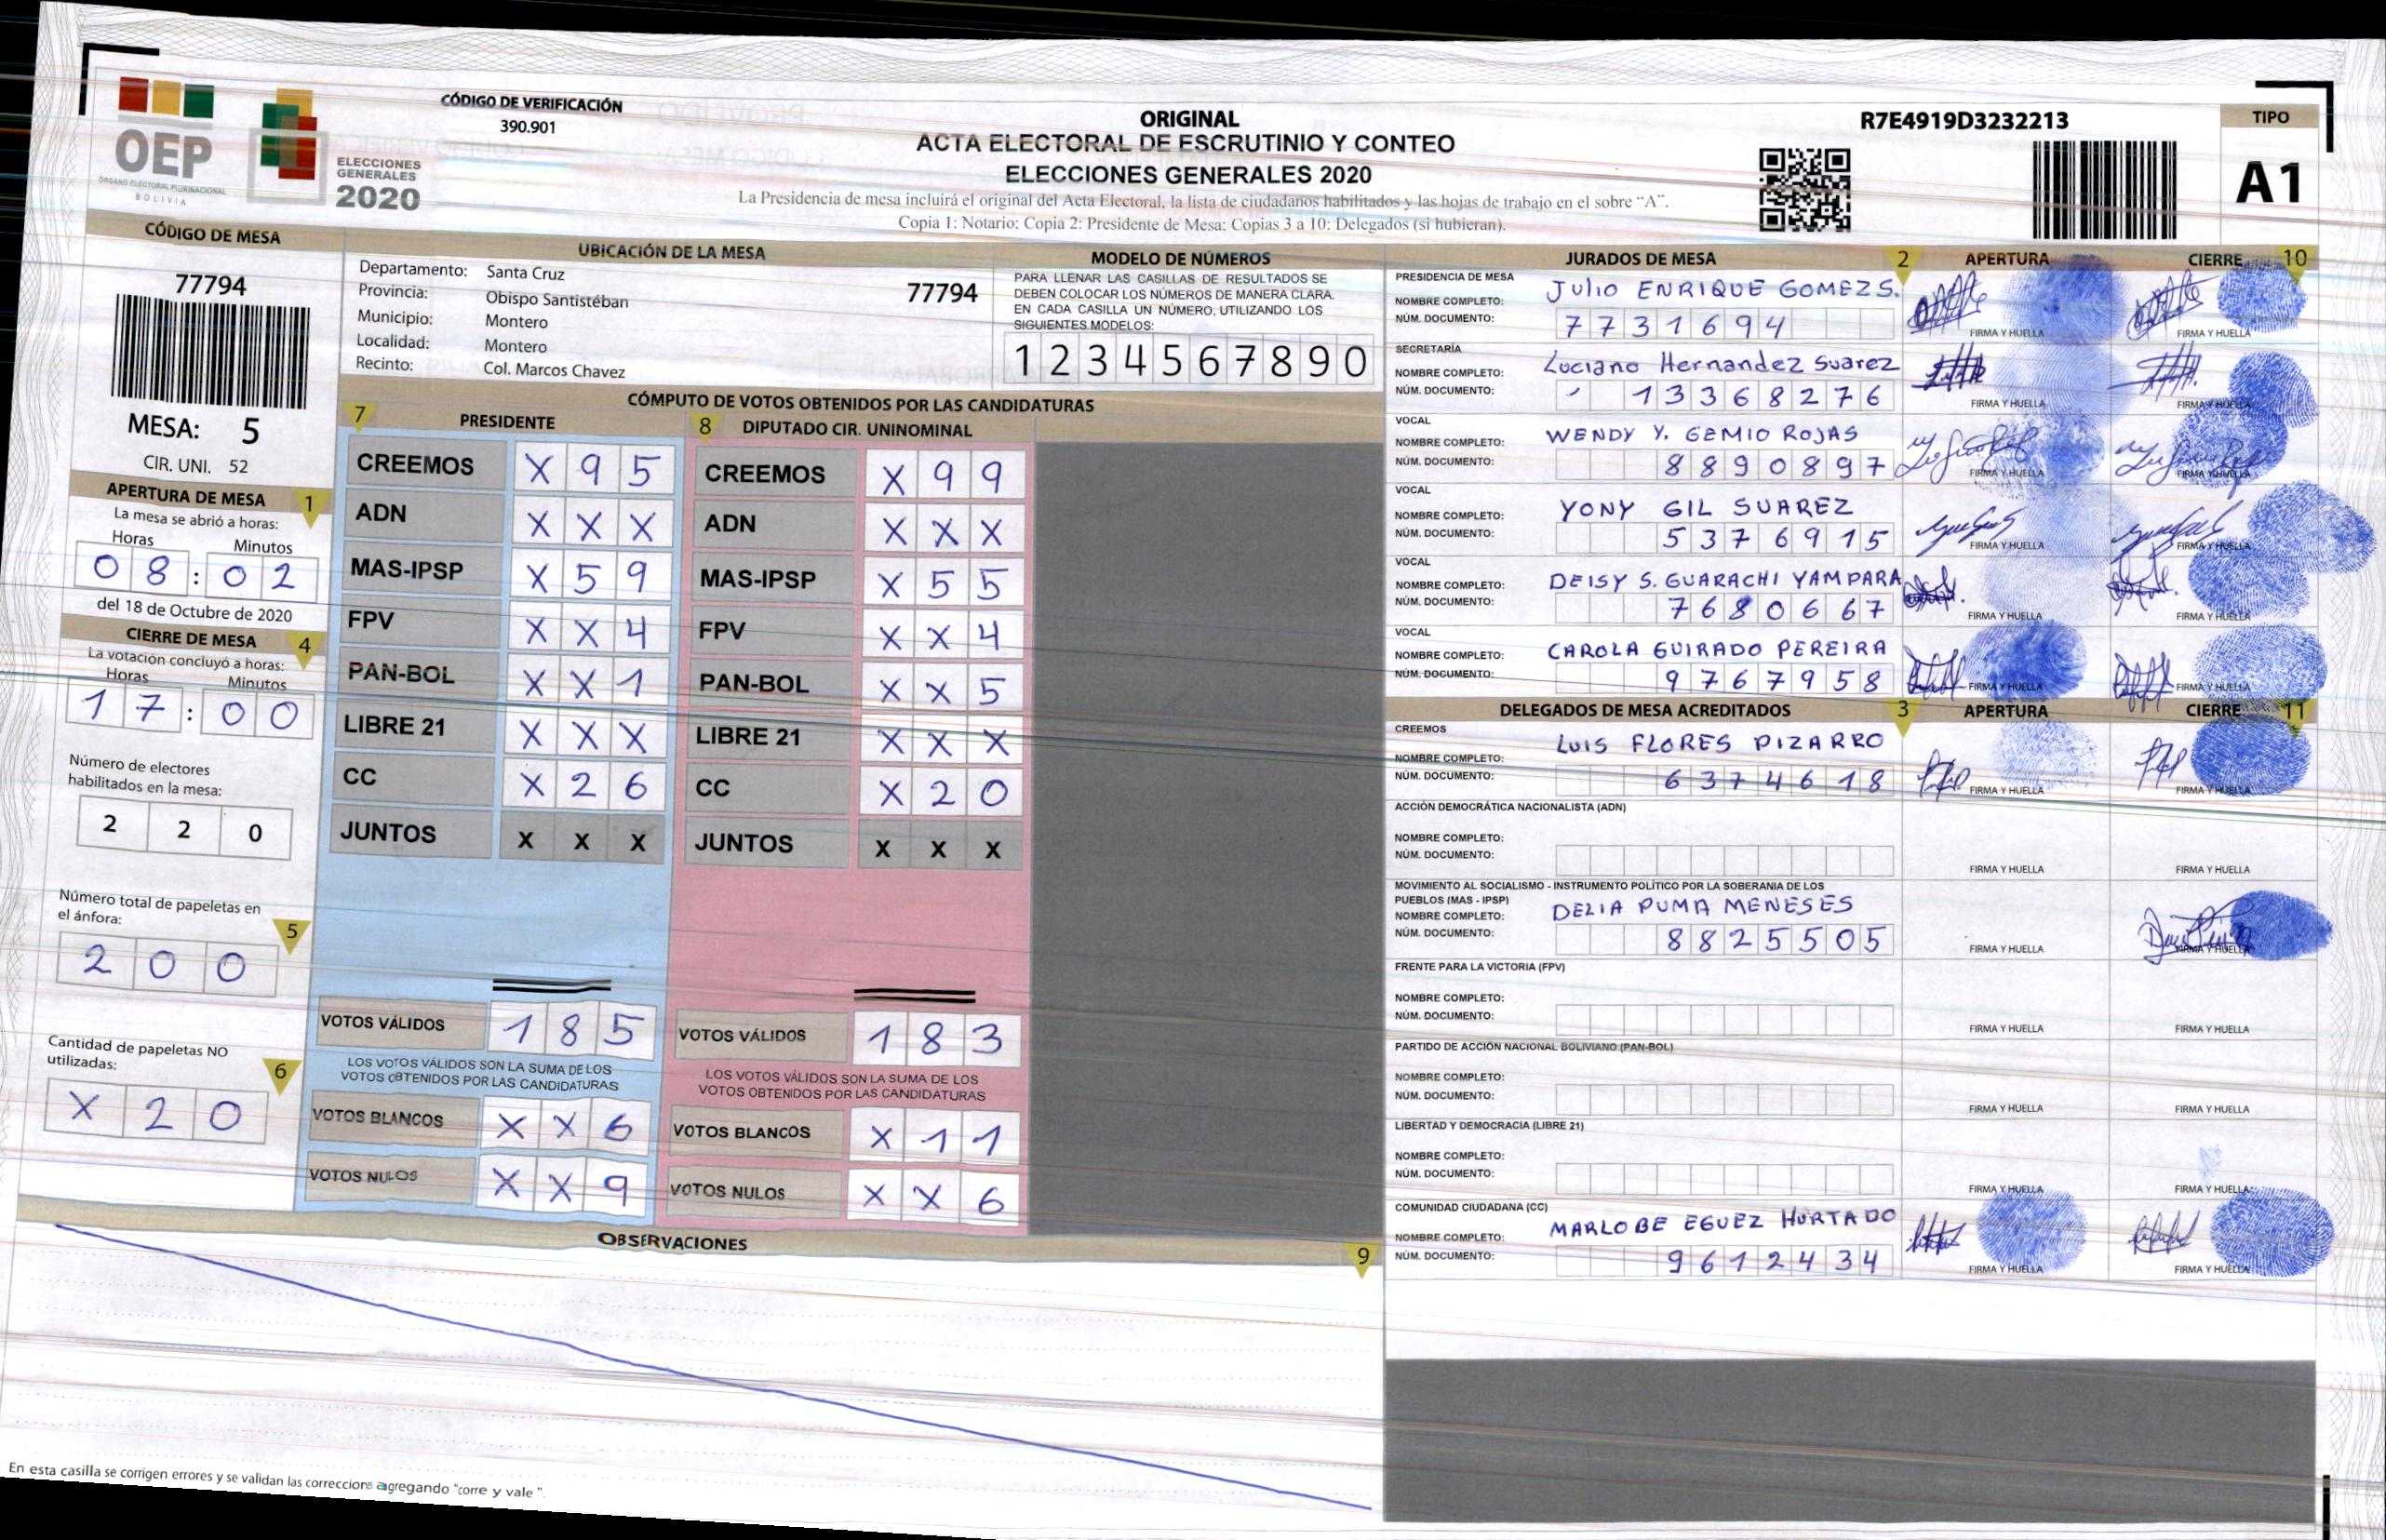 OEP
ÓRGANO ELECTORAL PLURINACIONAL
BOLIVIA
ELECCIONES
GENERALES
2020
CÓDIGO DE VERIFICACIÓN
390.901
ORIGINAL
ACTA ELECTORAL DE ESCRUTINIO Y CONTEO
ELECCIONES GENERALES 2020
La Presidencia de mesa incluirá el original del Acta Electoral, la lista de ciudadanos habilitados y las hojas de trabajo en el sobre "A".
Copia 1: Notario: Copia 2: Presidente de Mesa: Copias 3 a 10: Delegados (si hubieran).
R7E4919D3232213
TIPO
A1
CÓDIGO DE MESA
77794
MESA: 5
CIR. UNI. 52
APERTURA DE MESA 1
La mesa se abrió a horas:
Horas Minutos
08:02
del 18 de Octubre de 2020
CIERRE DE MESA 4
La votación concluyó a horas:
Horas Minutos
17:00
Número de electores
habilitados en la mesa:
2 2 0
Número total de papeletas en
el ánfora: 5
2 0 0
Cantidad de papeletas NO
utilizadas: 6
X 2 0
UBICACIÓN DE LA MESA
Departamento: Santa Cruz
Provincia: Obispo Santistéban
Municipio: Montero
Localidad: Montero
Recinto: Col. Marcos Chavez
77794
MODELO DE NÚMEROS
PARA LLENAR LAS CASILLAS DE RESULTADOS SE
DEBEN COLOCAR LOS NÚMEROS DE MANERA CLARA.
EN CADA CASILLA UN NÚMERO, UTILIZANDO LOS
SIGUIENTES MODELOS:
1 2 3 4 5 6 7 8 9 0
CÓMPUTO DE VOTOS OBTENIDOS POR LAS CANDIDATURAS
7 PRESIDENTE
CREEMOS X 9 5
ADN X X X
MAS-IPSP X 5 9
FPV X X 4
PAN-BOL X X 1
LIBRE 21 X X X
CC X 2 6
JUNTOS X X X
VOTOS VÁLIDOS 1 8 5
LOS VOTOS VÁLIDOS SON LA SUMA DE LOS
VOTOS OBTENIDOS POR LAS CANDIDATURAS
VOTOS BLANCOS X X 6
VOTOS NULOS X X 9
8 DIPUTADO CIR. UNINOMINAL
CREEMOS X 9 9
ADN X X X
MAS-IPSP X 5 5
FPV X X 4
PAN-BOL X X 5
LIBRE 21 X X X
CC X 2 0
JUNTOS X X X
VOTOS VÁLIDOS 1 8 3
LOS VOTOS VÁLIDOS SON LA SUMA DE LOS
VOTOS OBTENIDOS POR LAS CANDIDATURAS
VOTOS BLANCOS X 1 1
VOTOS NULOS X X 6
OBSERVACIONES 9
En esta casilla se corrigen errores y se validan las correccions agregando "corre y vale ".
JURADOS DE MESA 2 APERTURA CIERRE 10
PRESIDENCIA DE MESA
NOMBRE COMPLETO: Julio ENRIQUE GOMEZ S.
NÚM. DOCUMENTO: 7731694
FIRMA Y HUELLA FIRMA Y HUELLA
SECRETARÍA
NOMBRE COMPLETO: Luciano Hernandez Suarez
NÚM. DOCUMENTO: 13368276
FIRMA Y HUELLA FIRMA Y HUELLA
VOCAL
NOMBRE COMPLETO: WENDY Y. GEMIO ROJAS
NÚM. DOCUMENTO: 8890897
FIRMA Y HUELLA FIRMA Y HUELLA
VOCAL
NOMBRE COMPLETO: YONY GIL SUAREZ
NÚM. DOCUMENTO: 5376915
FIRMA Y HUELLA FIRMA Y HUELLA
VOCAL
NOMBRE COMPLETO: DEISY S. GUARACHI YAMPARA
NÚM. DOCUMENTO: 7680667
FIRMA Y HUELLA FIRMA Y HUELLA
VOCAL
NOMBRE COMPLETO: CAROLA GUIRADO PEREIRA
NÚM. DOCUMENTO: 9767958
FIRMA Y HUELLA FIRMA Y HUELLA
DELEGADOS DE MESA ACREDITADOS 3 APERTURA CIERRE 11
CREEMOS
NOMBRE COMPLETO: LUIS FLORES PIZARRO
NÚM. DOCUMENTO: 6374618
FIRMA Y HUELLA FIRMA Y HUELLA
ACCIÓN DEMOCRÁTICA NACIONALISTA (ADN)
NOMBRE COMPLETO:
NÚM. DOCUMENTO:
FIRMA Y HUELLA FIRMA Y HUELLA
MOVIMIENTO AL SOCIALISMO - INSTRUMENTO POLÍTICO POR LA SOBERANIA DE LOS
PUEBLOS (MAS - IPSP)
NOMBRE COMPLETO: DELIA PUMA MENESES
NÚM. DOCUMENTO: 8825505
FIRMA Y HUELLA FIRMA Y HUELLA
FRENTE PARA LA VICTORIA (FPV)
NOMBRE COMPLETO:
NÚM. DOCUMENTO:
FIRMA Y HUELLA FIRMA Y HUELLA
PARTIDO DE ACCIÓN NACIONAL BOLIVIANO (PAN-BOL)
NOMBRE COMPLETO:
NÚM. DOCUMENTO:
FIRMA Y HUELLA FIRMA Y HUELLA
LIBERTAD Y DEMOCRACIA (LIBRE 21)
NOMBRE COMPLETO:
NÚM. DOCUMENTO:
FIRMA Y HUELLA FIRMA Y HUELLA
COMUNIDAD CIUDADANA (CC)
NOMBRE COMPLETO: MARLOBE EGUEZ HURTADO
NÚM. DOCUMENTO: 9612434
FIRMA Y HUELLA FIRMA Y HUELLA